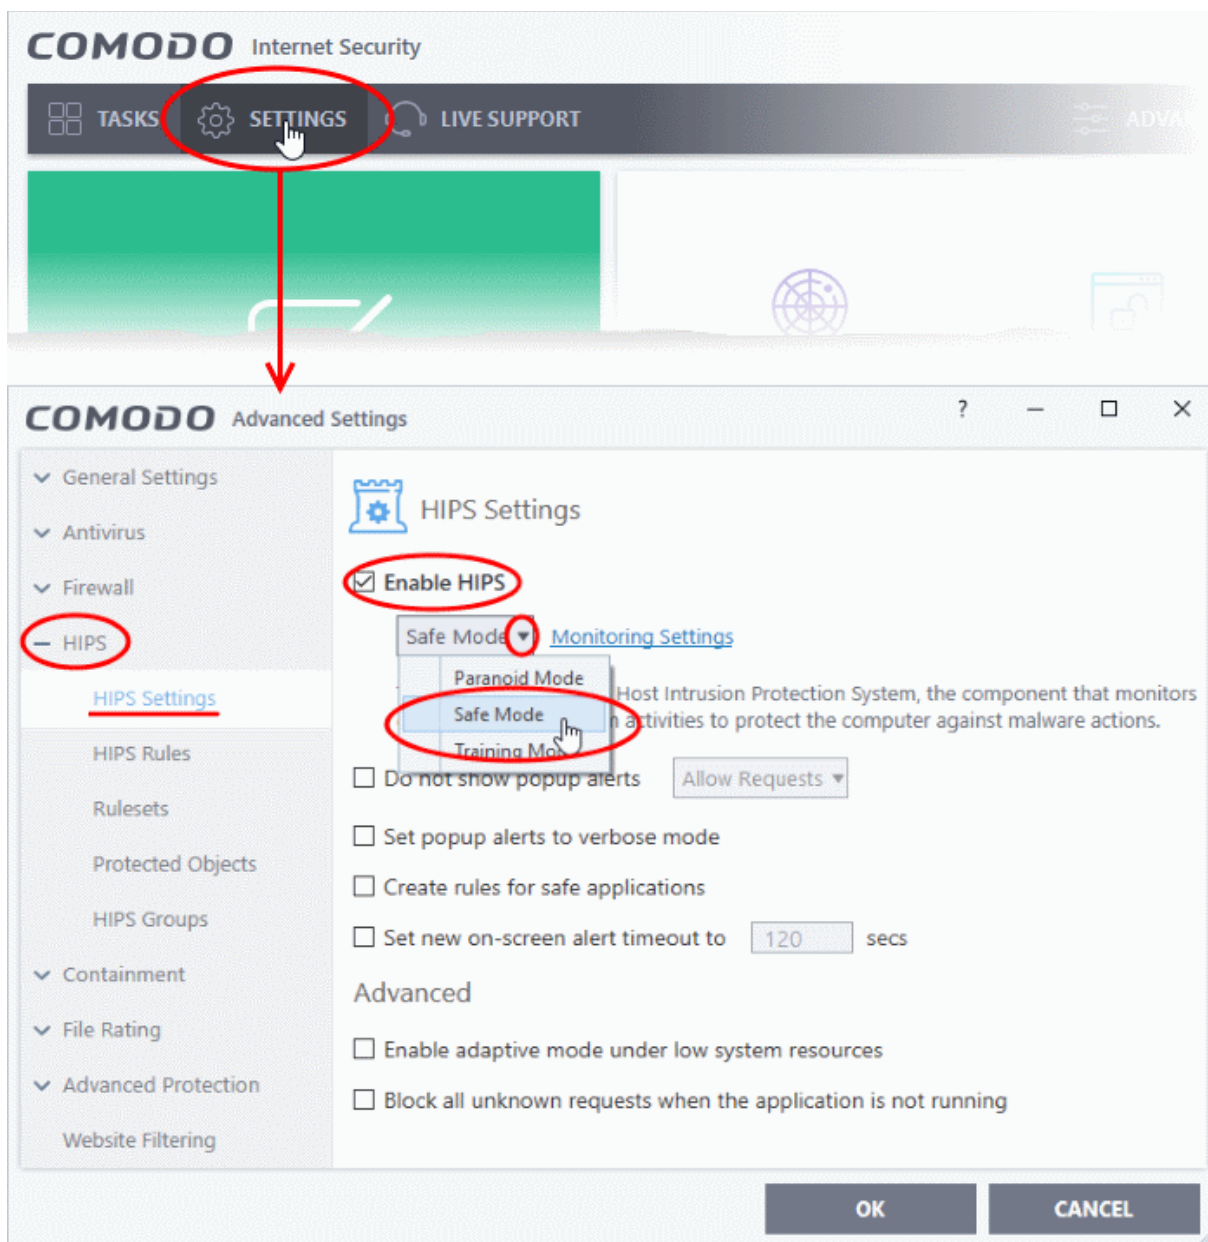 COMODO Internet Security
TASKS SETTINGS LIVE SUPPORT
COMODO Advanced Settings ?
General Settings
Antivirus
Firewall
HIPS
HIPS Settings
HIPS Rules
Rulesets
Protected Objects
HIPS Groups
Containment
File Rating
Advanced Protection
Website Filtering
HIPS Settings
Enable HIPS
Safe Mode Monitoring Settings
Paranoid Mode
Safe Mode
Training
Host Intrusion Protection System, the component that monitors
activities to protect the computer against malware actions.
Do not show popup alerts Allow Requests
Set popup alerts to verbose mode
Create rules for safe applications
Set new on-screen alert timeout to 120 secs
Advanced
Enable adaptive mode under low system resources
Block all unknown requests when the application is not running
OK CANCEL